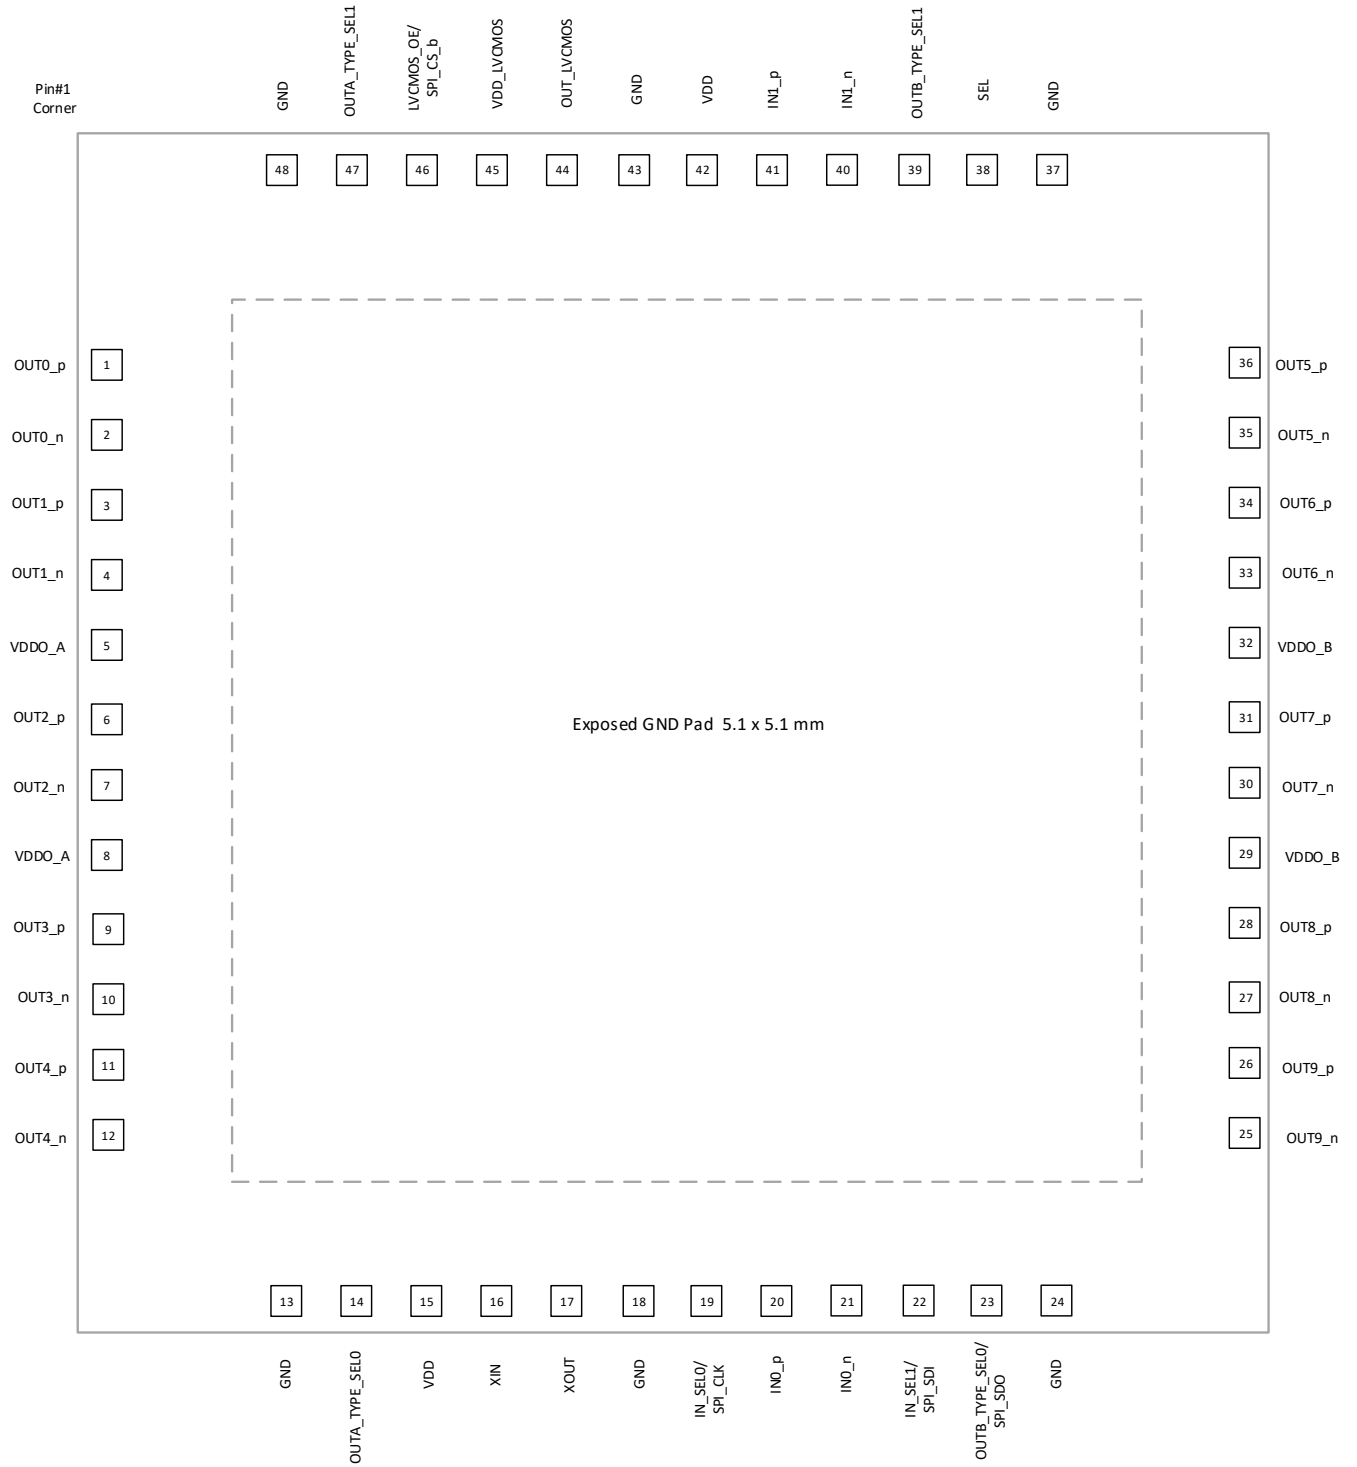 Pin#1
Corner
GND
OUTA_TYPE_SEL1
LVCMOS_OE/
SPI_CS_b
VDD_LVCMOS
OUT_LVCMOS
GND
VDD
IN1_p
IN1_n
OUTB_TYPE_SEL1
SEL
GND
48
47
46
45
44
43
42
41
40
39
38
37
OUT0_p
1
36
OUT5_p
OUT0_n
2
35
OUT5_n
OUT1_p
3
34
OUT6_p
OUT1_n
4
33
OUT6_n
VDDO_A
5
32
VDDO_B
OUT2_p
6
Exposed GND Pad 5.1 x 5.1 mm
31
OUT7_p
OUT2_n
7
30
OUT7_n
VDDO_A
8
29
VDDO_B
OUT3_p
9
28
OUT8_p
OUT3_n
10
27
OUT8_n
OUT4_p
11
26
OUT9_p
OUT4_n
12
25
OUT9_n
13
14
15
16
17
18
19
20
21
22
23
24
GND
OUTA_TYPE_SEL0
VDD
XIN
XOUT
GND
IN_SEL0/
SPI_CLK
IN0_p
IN0_n
IN_SEL1/
SPI_SDI
OUTB_TYPE_SEL0/
SPI_SDO
GND